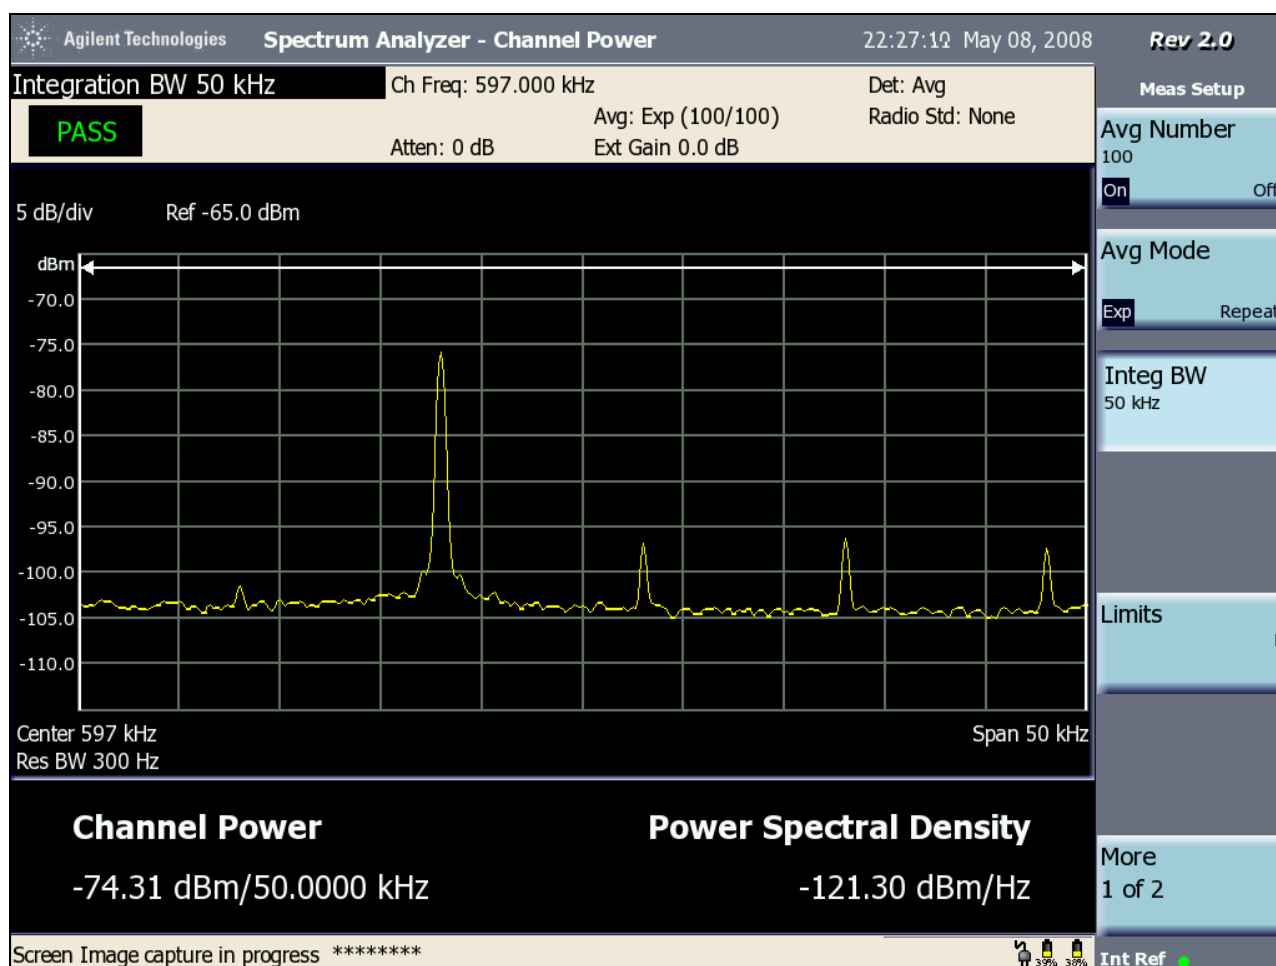 Agilent Technologies Spectrum Analyzer - Channel Power 22:27:19 May 08, 2008 Rev 2.0
Integration BW 50 kHz Ch Freq: 597.000 kHz Det: Avg
PASS Avg: Exp (100/100) Radio Std: None
Atten: 0 dB Ext Gain 0.0 dB
5 dB/div Ref -65.0 dBm
dBm
-70.0
-75.0
-80.0
-85.0
-90.0
-95.0
-100.0
-105.0
-110.0
Center 597 kHz Span 50 kHz
Res BW 300 Hz
Channel Power Power Spectral Density
-74.31 dBm/50.0000 kHz -121.30 dBm/Hz
Screen Image capture in progress ********
39% 38%
Meas Setup
Avg Number
100
On Off
Avg Mode
Exp Repeat
Integ BW
50 kHz
Limits
More
1 of 2
Int Ref